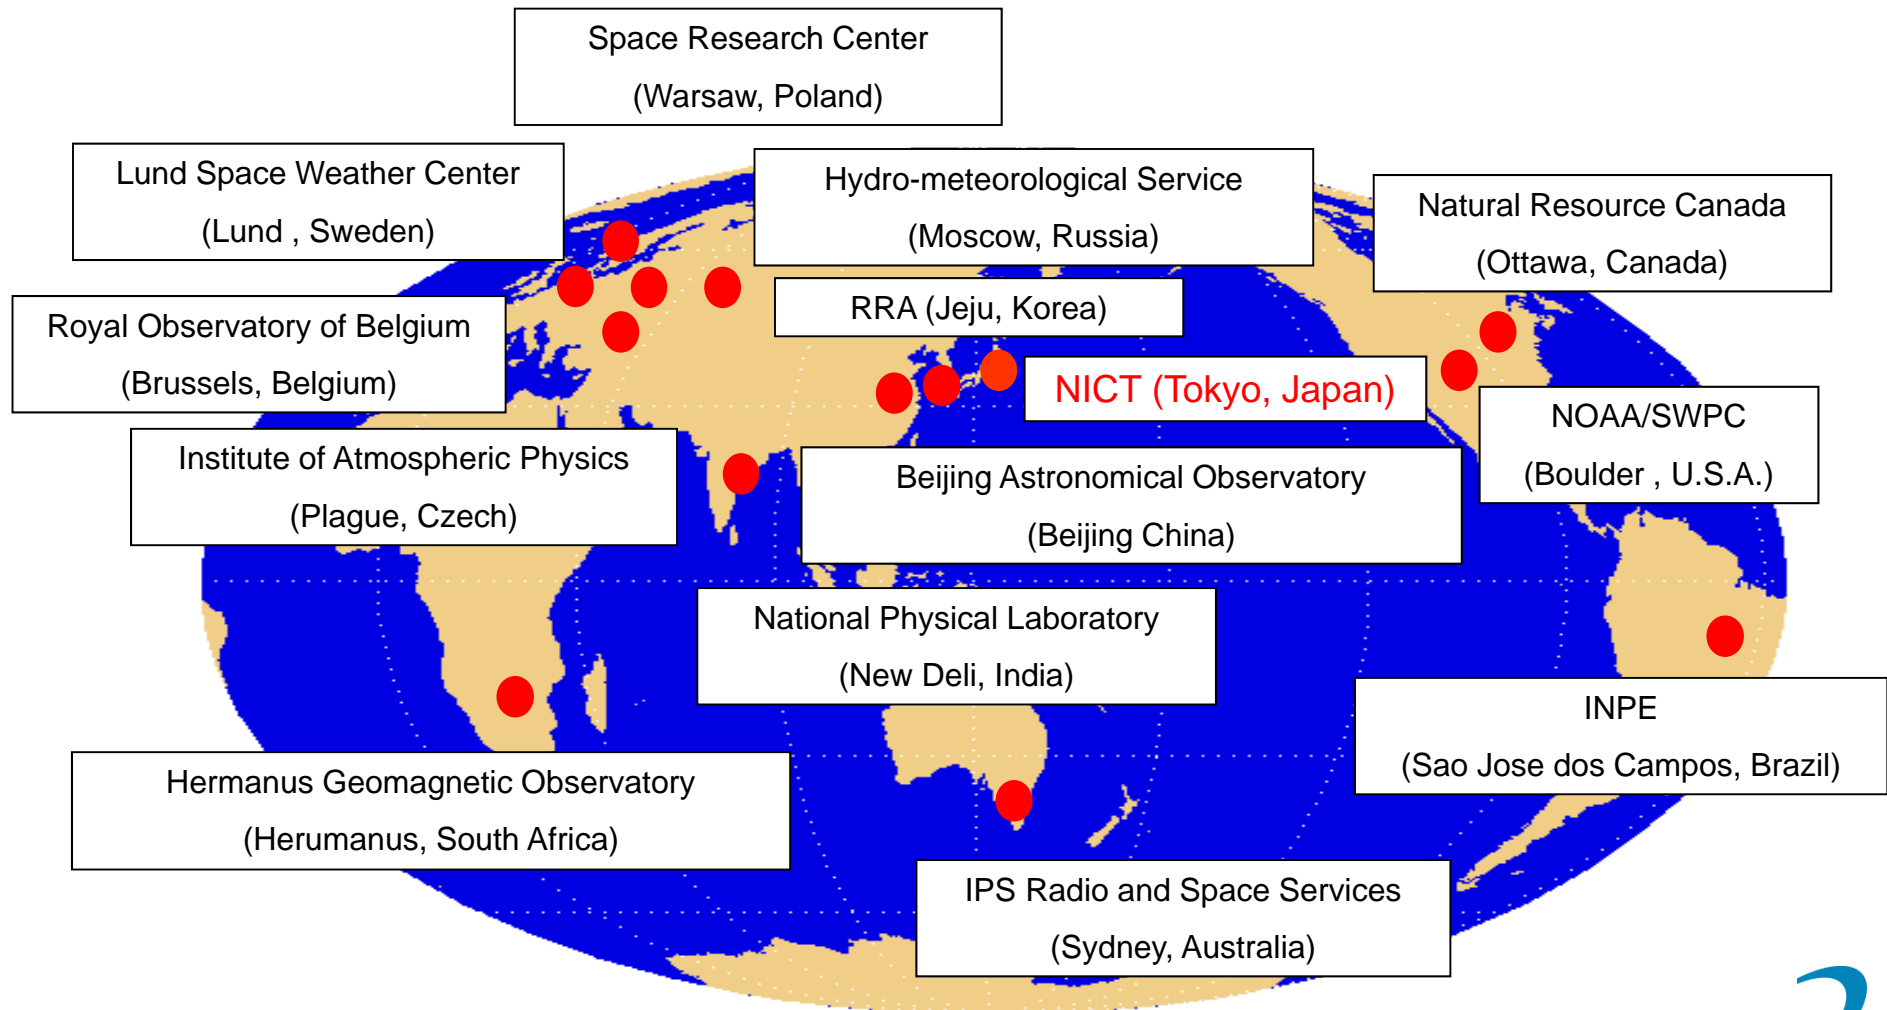 Space Research Center
(Warsaw, Poland)
Lund Space Weather Center
(Lund , Sweden)
Hydro-meteorological Service
(Moscow, Russia)
Natural Resource Canada
(Ottawa, Canada)
RRA (Jeju, Korea)
Royal Observatory of Belgium
(Brussels, Belgium)
NICT (Tokyo, Japan)
NOAA/SWPC
(Boulder , U.S.A.)
Institute of Atmospheric Physics
(Plague, Czech)
Beijing Astronomical Observatory
(Beijing China)
National Physical Laboratory
(New Deli, India)
INPE
(Sao Jose dos Campos, Brazil)
Hermanus Geomagnetic Observatory
(Herumanus, South Africa)
IPS Radio and Space Services
(Sydney, Australia)